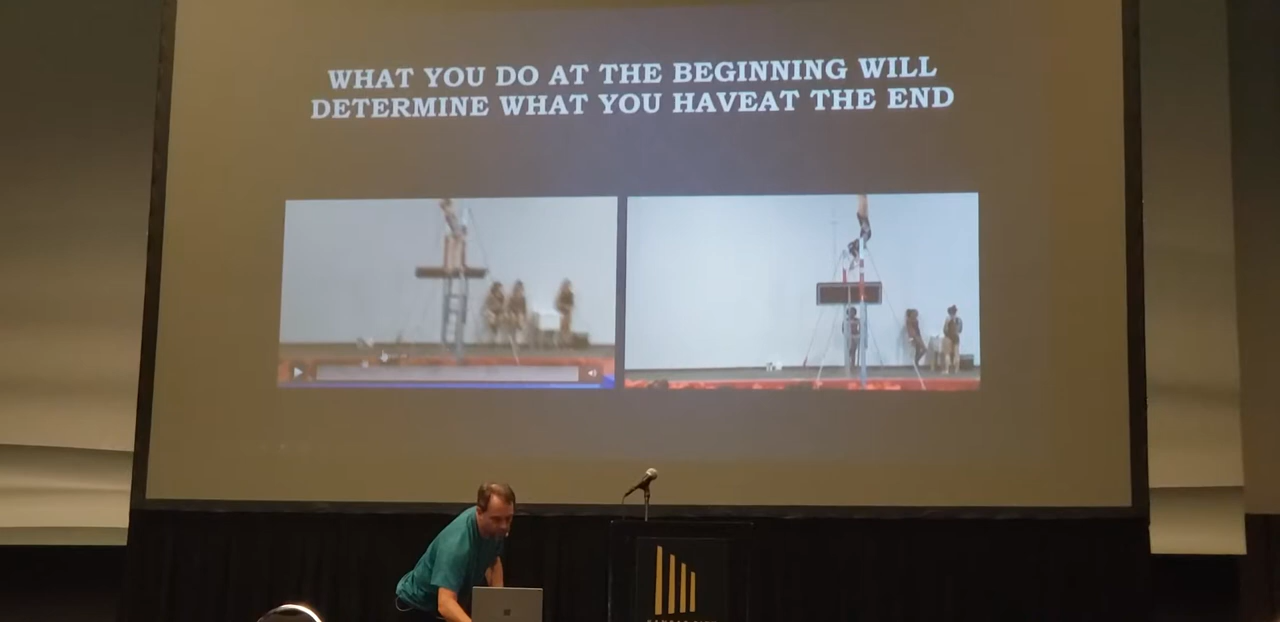 WHAT YOU DO AT THE BEGINNING WILL
DETERMINE WHAT YOU HAVEAT THE END